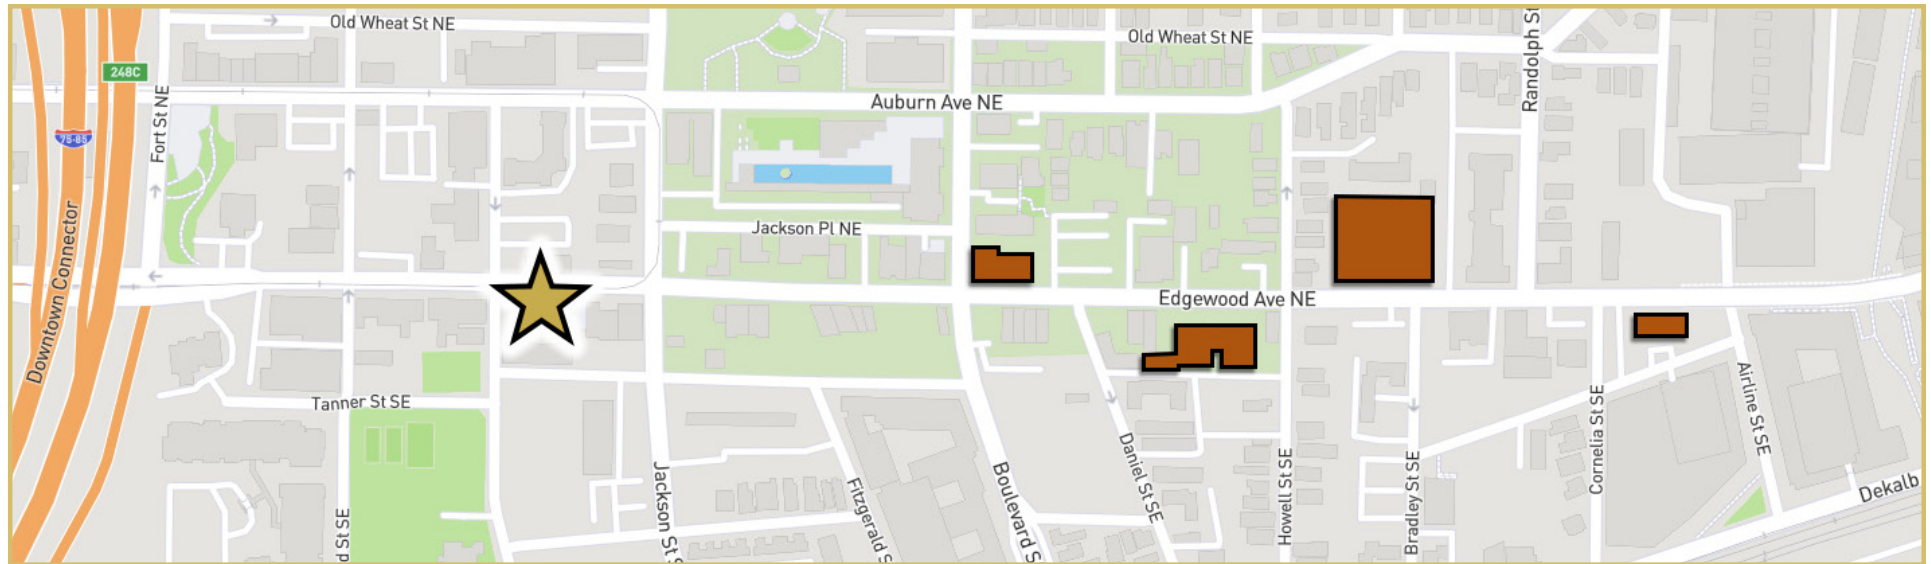 Old Wheat St NE
Old Wheat St NE
Randolph St
248C
Auburn Ave NE
Fort St NE
75-85
Jackson Pl NE
Downtown Connector
Edgewood Ave NE
Tanner St SE
Airline St SE
Cornelia St SE
Daniel St SE
Howell St SE
Bradley St SE
Jackson St S
Boulevard S
Fitzgerald S
Dekalb
d St SE